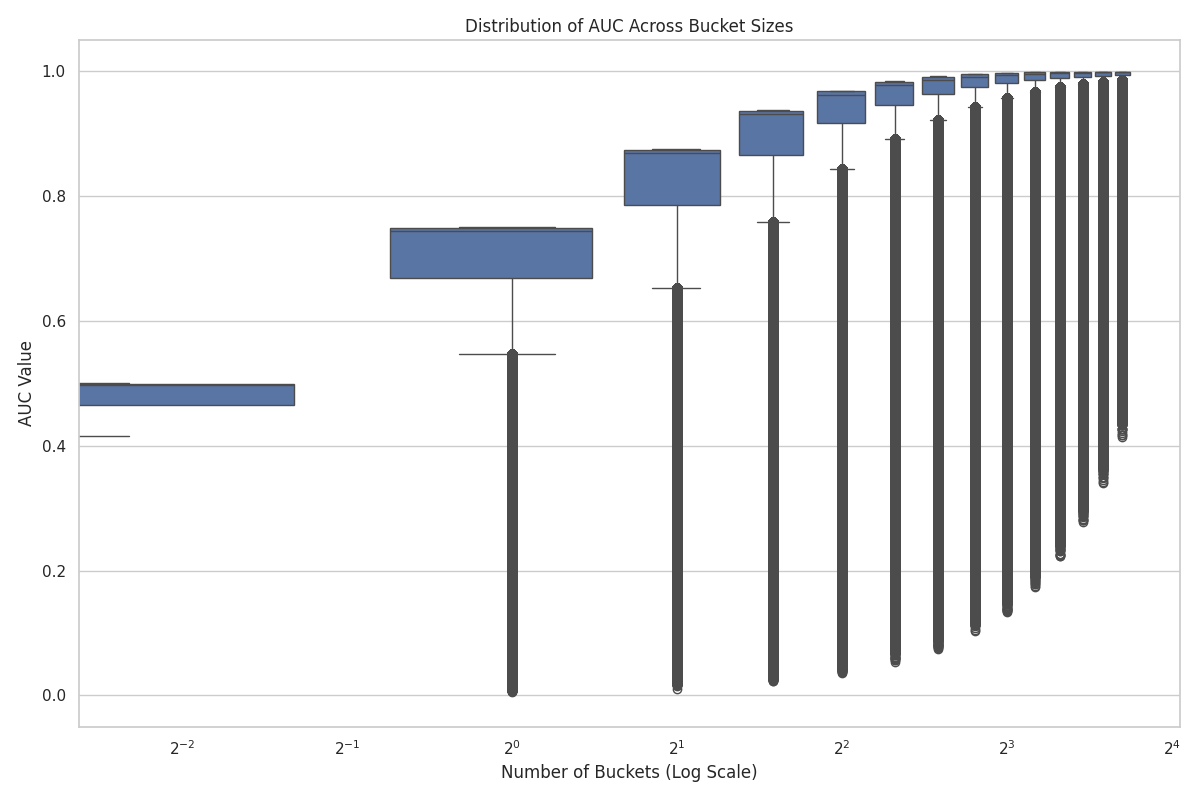 Distribution of AUC Across Bucket Sizes
AUC Value
1.0
0.8
0.6
0.4
0.2
0.0
2⁻² 2⁻¹ 2⁰ 2¹ 2² 2³ 2⁴
Number of Buckets (Log Scale)